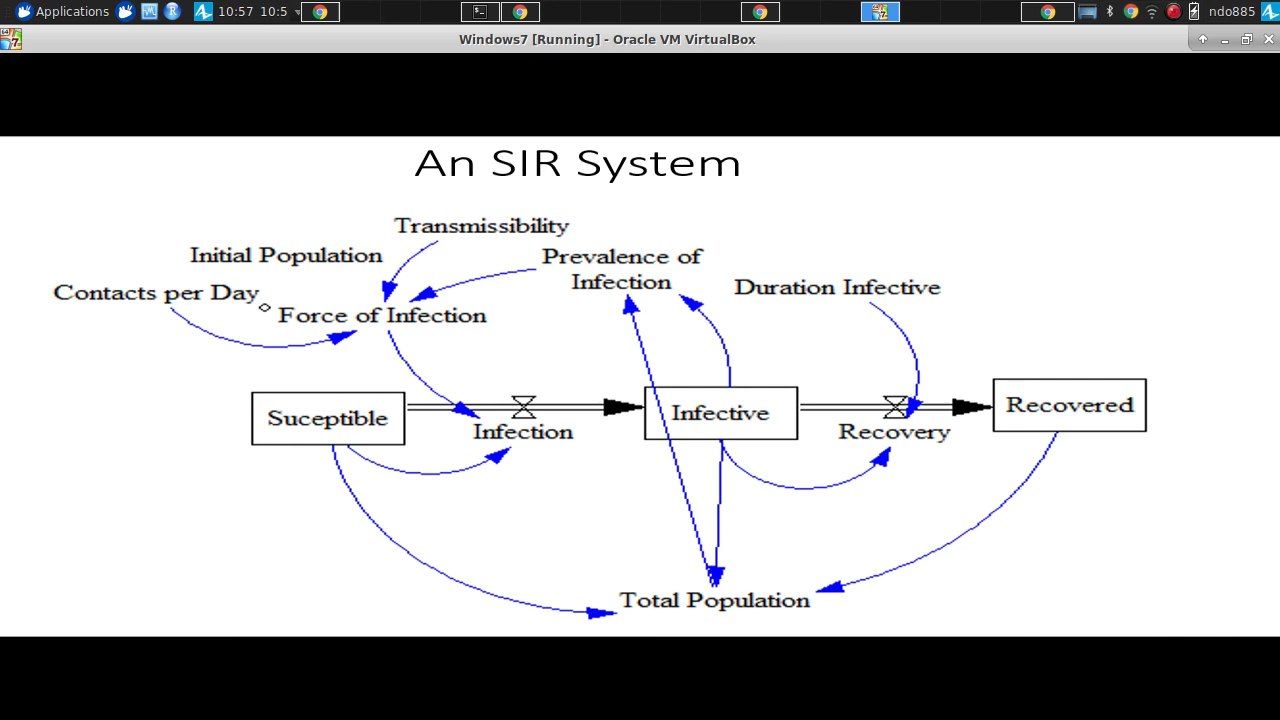 Applications
10:57 10:5
ndo885
Windows7 [Running] - Oracle VM VirtualBox
An SIR System
Transmissibility
Initial Population
Prevalence of
Infection
Contacts per Day
Duration Infective
Force of Infection
Suceptible
Infection
Infective
Recovery
Recovered
Total Population